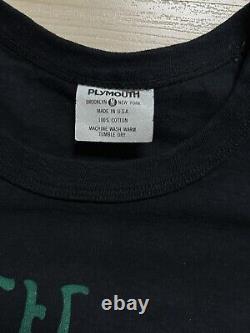 PLYMOUTH
BROOKLYN M NEW YORK
MADE IN U.S.A.
100% COTTON
MACHINE WASH WARM
TUMBLE DRY